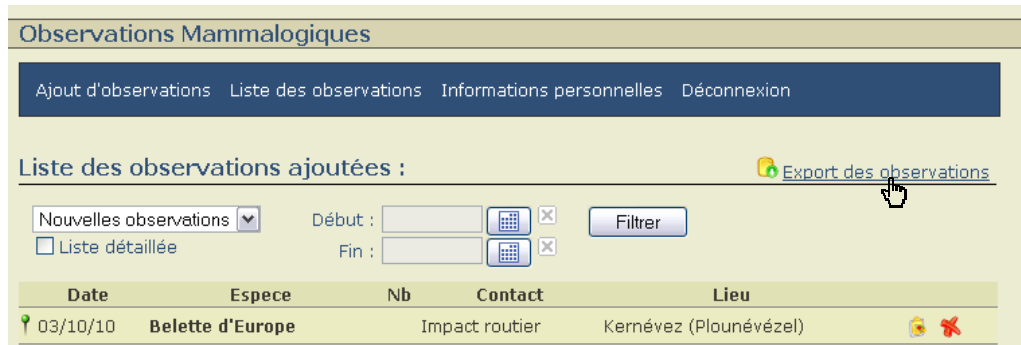 Observations Mammalogiques
Ajout d'observations Liste des observations Informations personnelles Déconnexion
Liste des observations ajoutées : Export des observations
Nouvelles observations Début : Filtrer
Liste détaillée Fin :
Date Espece Nb Contact Lieu
03/10/10 Belette d'Europe Impact routier Kernévez (Plounévézel)